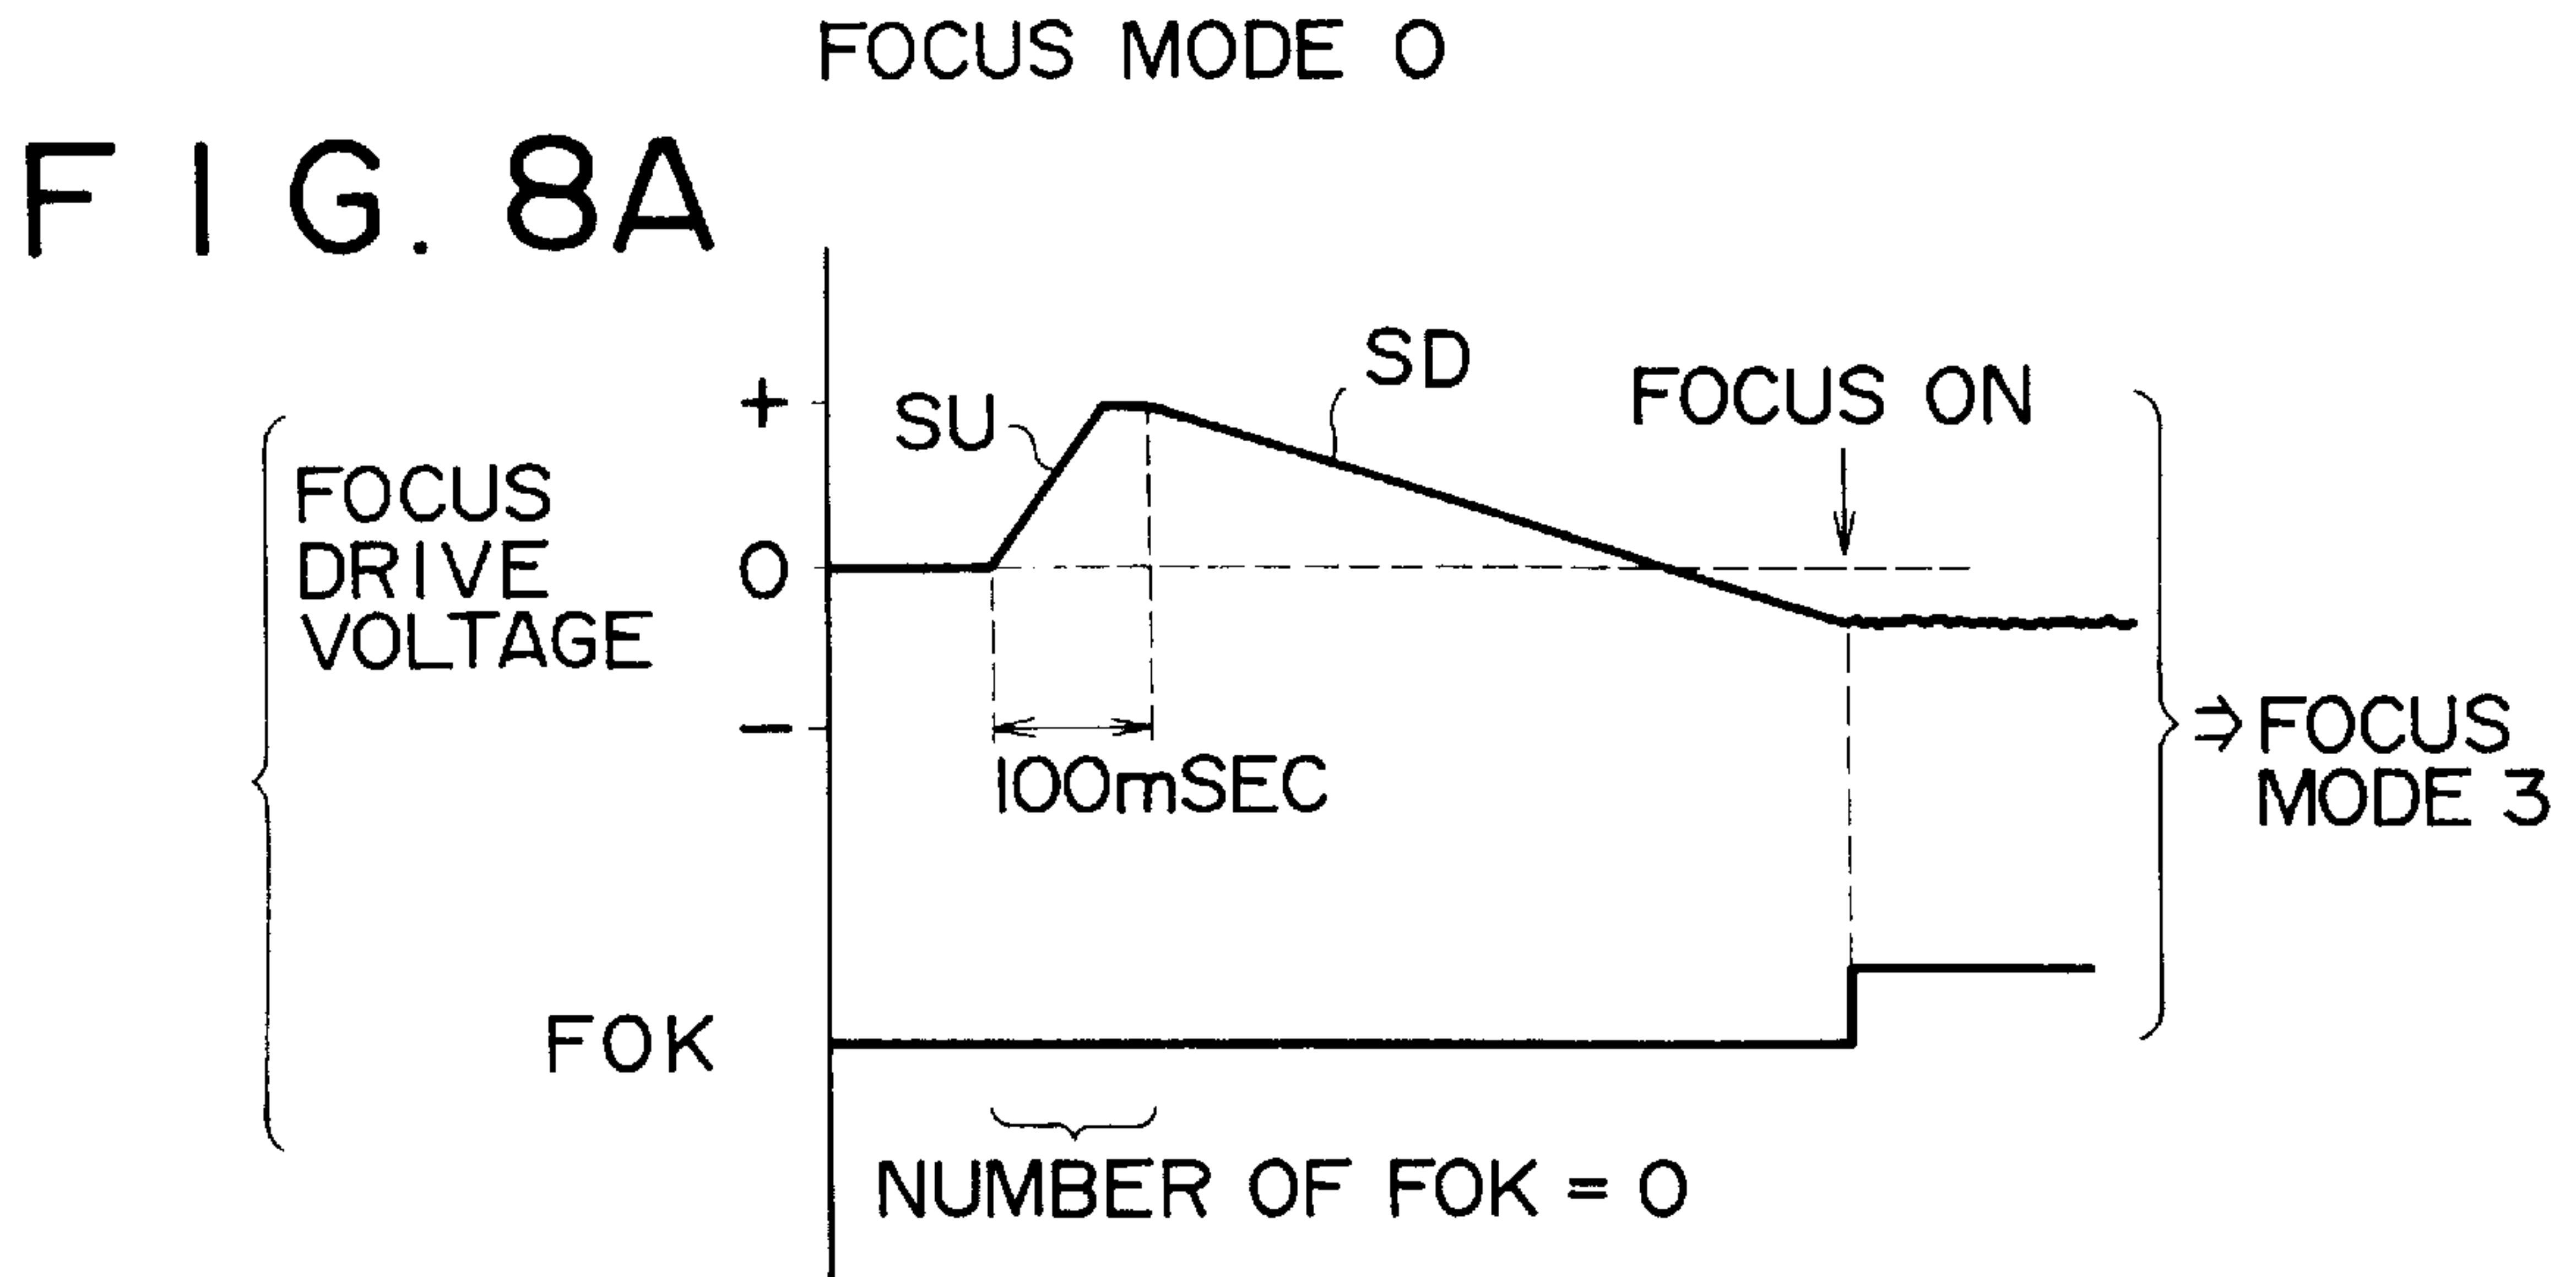 FOCUS MODE 0
FIG. 8A
SU
SD
FOCUS ON
+
0
-
FOCUS
DRIVE
VOLTAGE
100mSEC
⇒ FOCUS
MODE 3
FOK
NUMBER OF FOK = 0